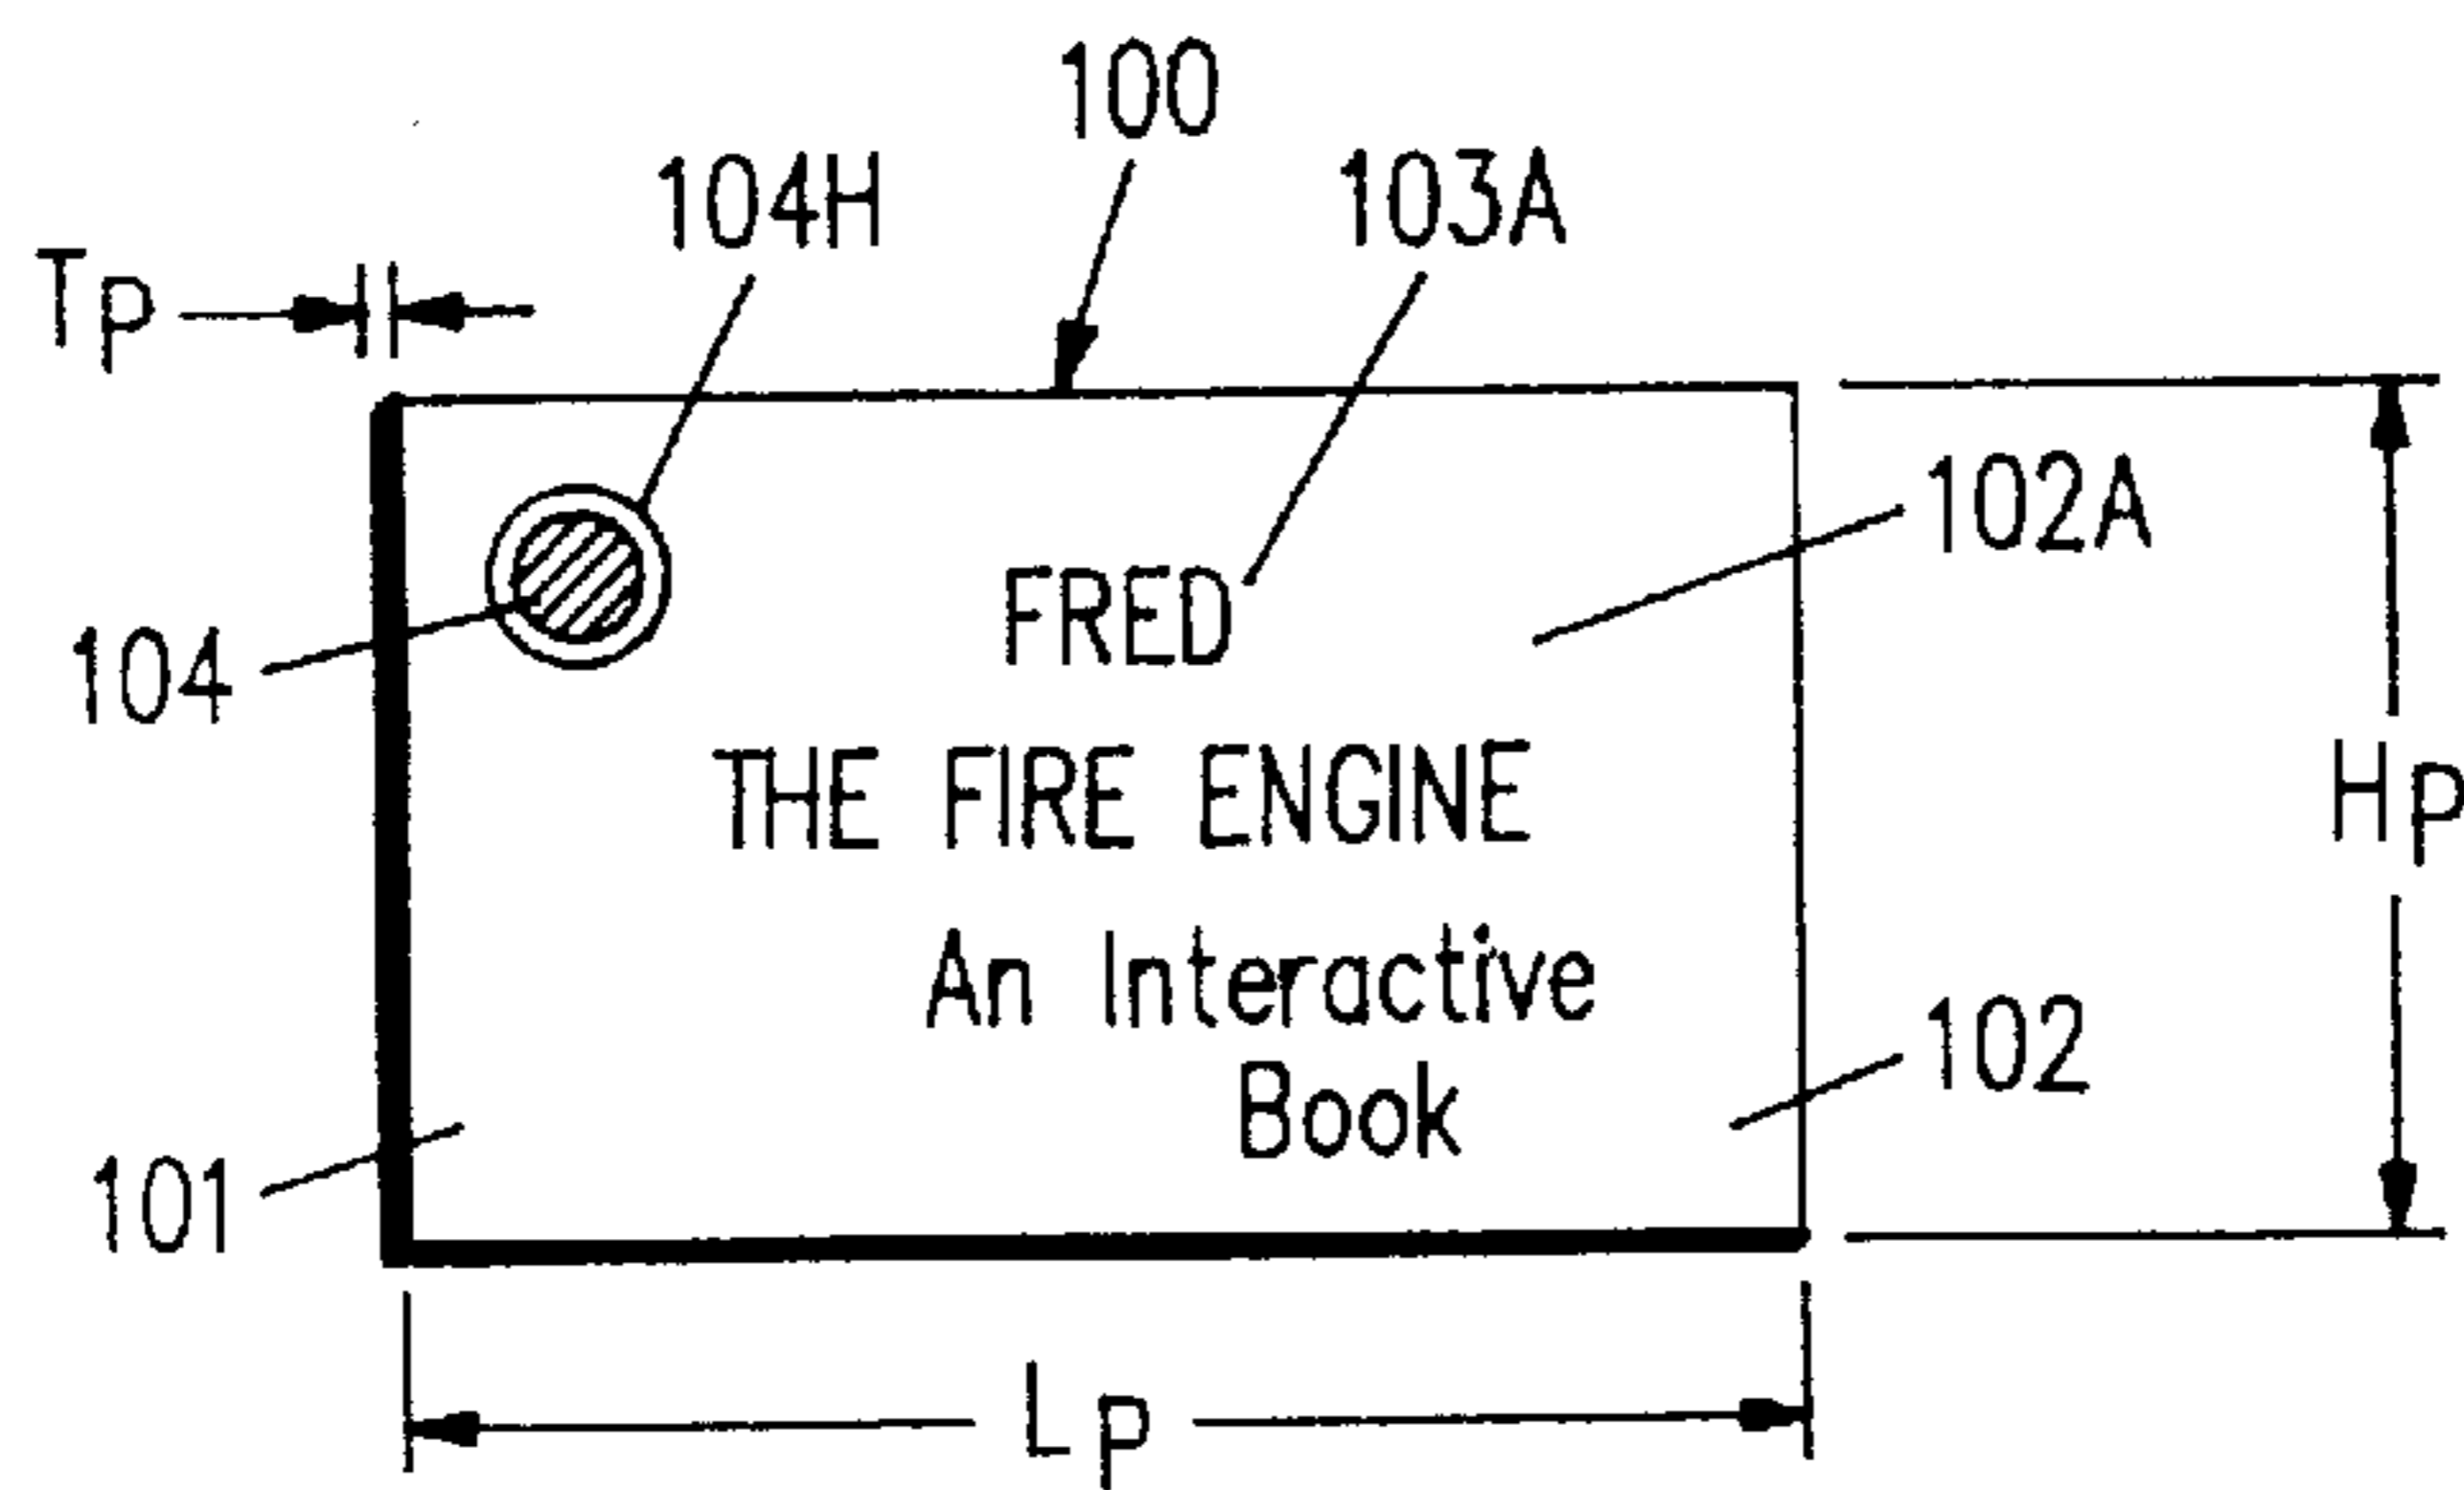 100
104H
103A
Tp
102A
FRED
104
THE FIRE ENGINE
Hp
An Interactive
Book
102
101
Lp